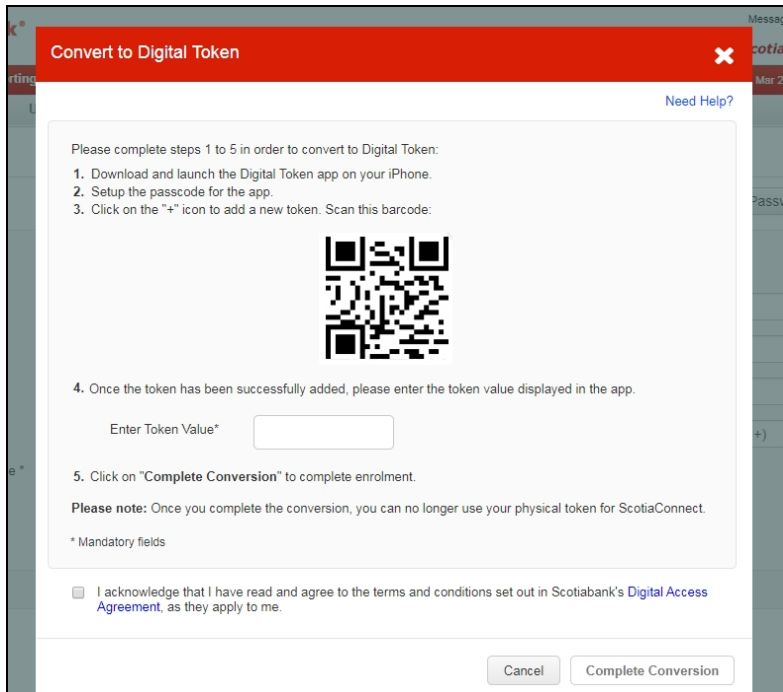 k®
Messag
Convert to Digital Token
cotia
rting
Mar 2
U
Need Help?
Please complete steps 1 to 5 in order to convert to Digital Token:
1. Download and launch the Digital Token app on your iPhone.
2. Setup the passcode for the app.
3. Click on the "+" icon to add a new token. Scan this barcode:
Passw
4. Once the token has been successfully added, please enter the token value displayed in the app.
Enter Token Value*
+)
e *
5. Click on "Complete Conversion" to complete enrolment.
Please note: Once you complete the conversion, you can no longer use your physical token for ScotiaConnect.
* Mandatory fields
I acknowledge that I have read and agree to the terms and conditions set out in Scotiabank's Digital Access
Agreement, as they apply to me.
Cancel
Complete Conversion